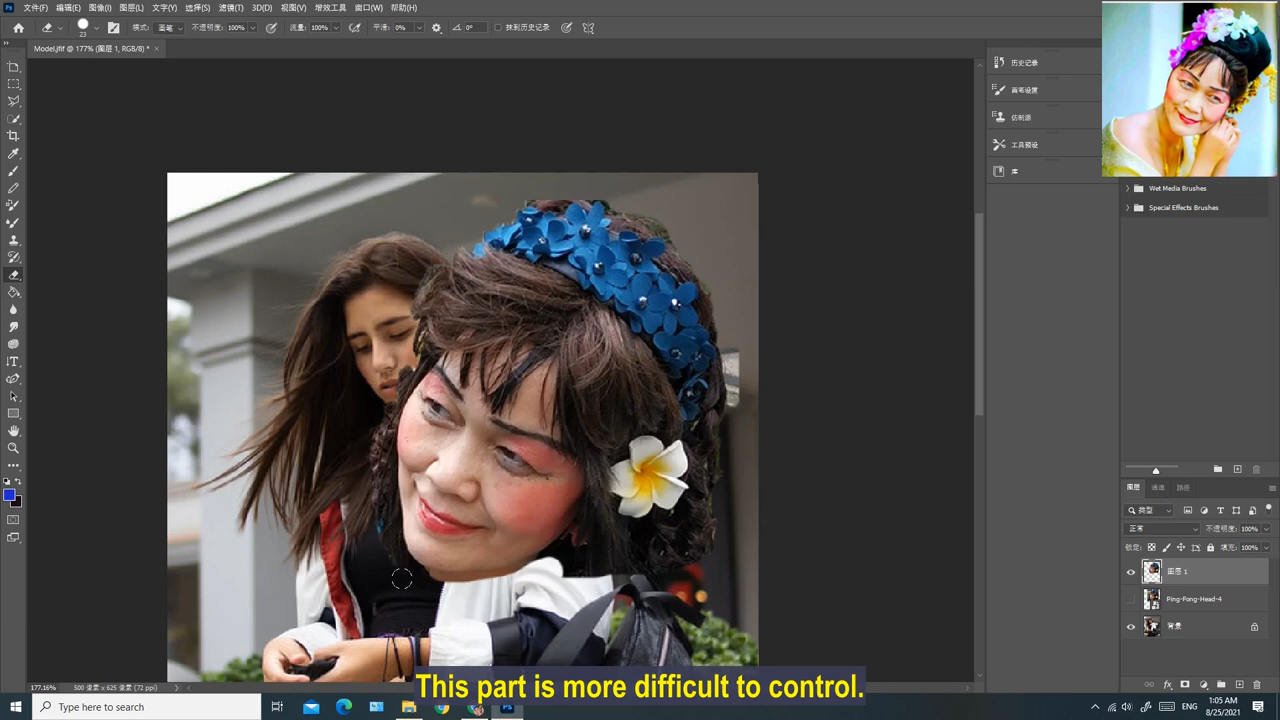 文件(F) 编辑(E) 图像(I) 图层(L) 文字(Y) 选择(S) 滤镜(T) 3D(D) 视图(V) 增效工具 窗口(W) 帮助(H)
23 模式: 画笔 不透明度: 100% 流量: 100% 平滑: 0% 0° 抹到历史记录
Model.jfif @ 177% (图层 1, RGB/8) *
历史记录
画笔设置
仿制源
工具预设
库
Wet Media Brushes
Special Effects Brushes
图层 通道 路径
类型
正常 不透明度: 100%
锁定: 填充: 100%
图层 1
Ping-Fong-Head-4
背景
This part is more difficult to control.
177.16% 500 像素 x 625 像素 (72 ppi)
Type here to search
ENG
1:05 AM
8/25/2021